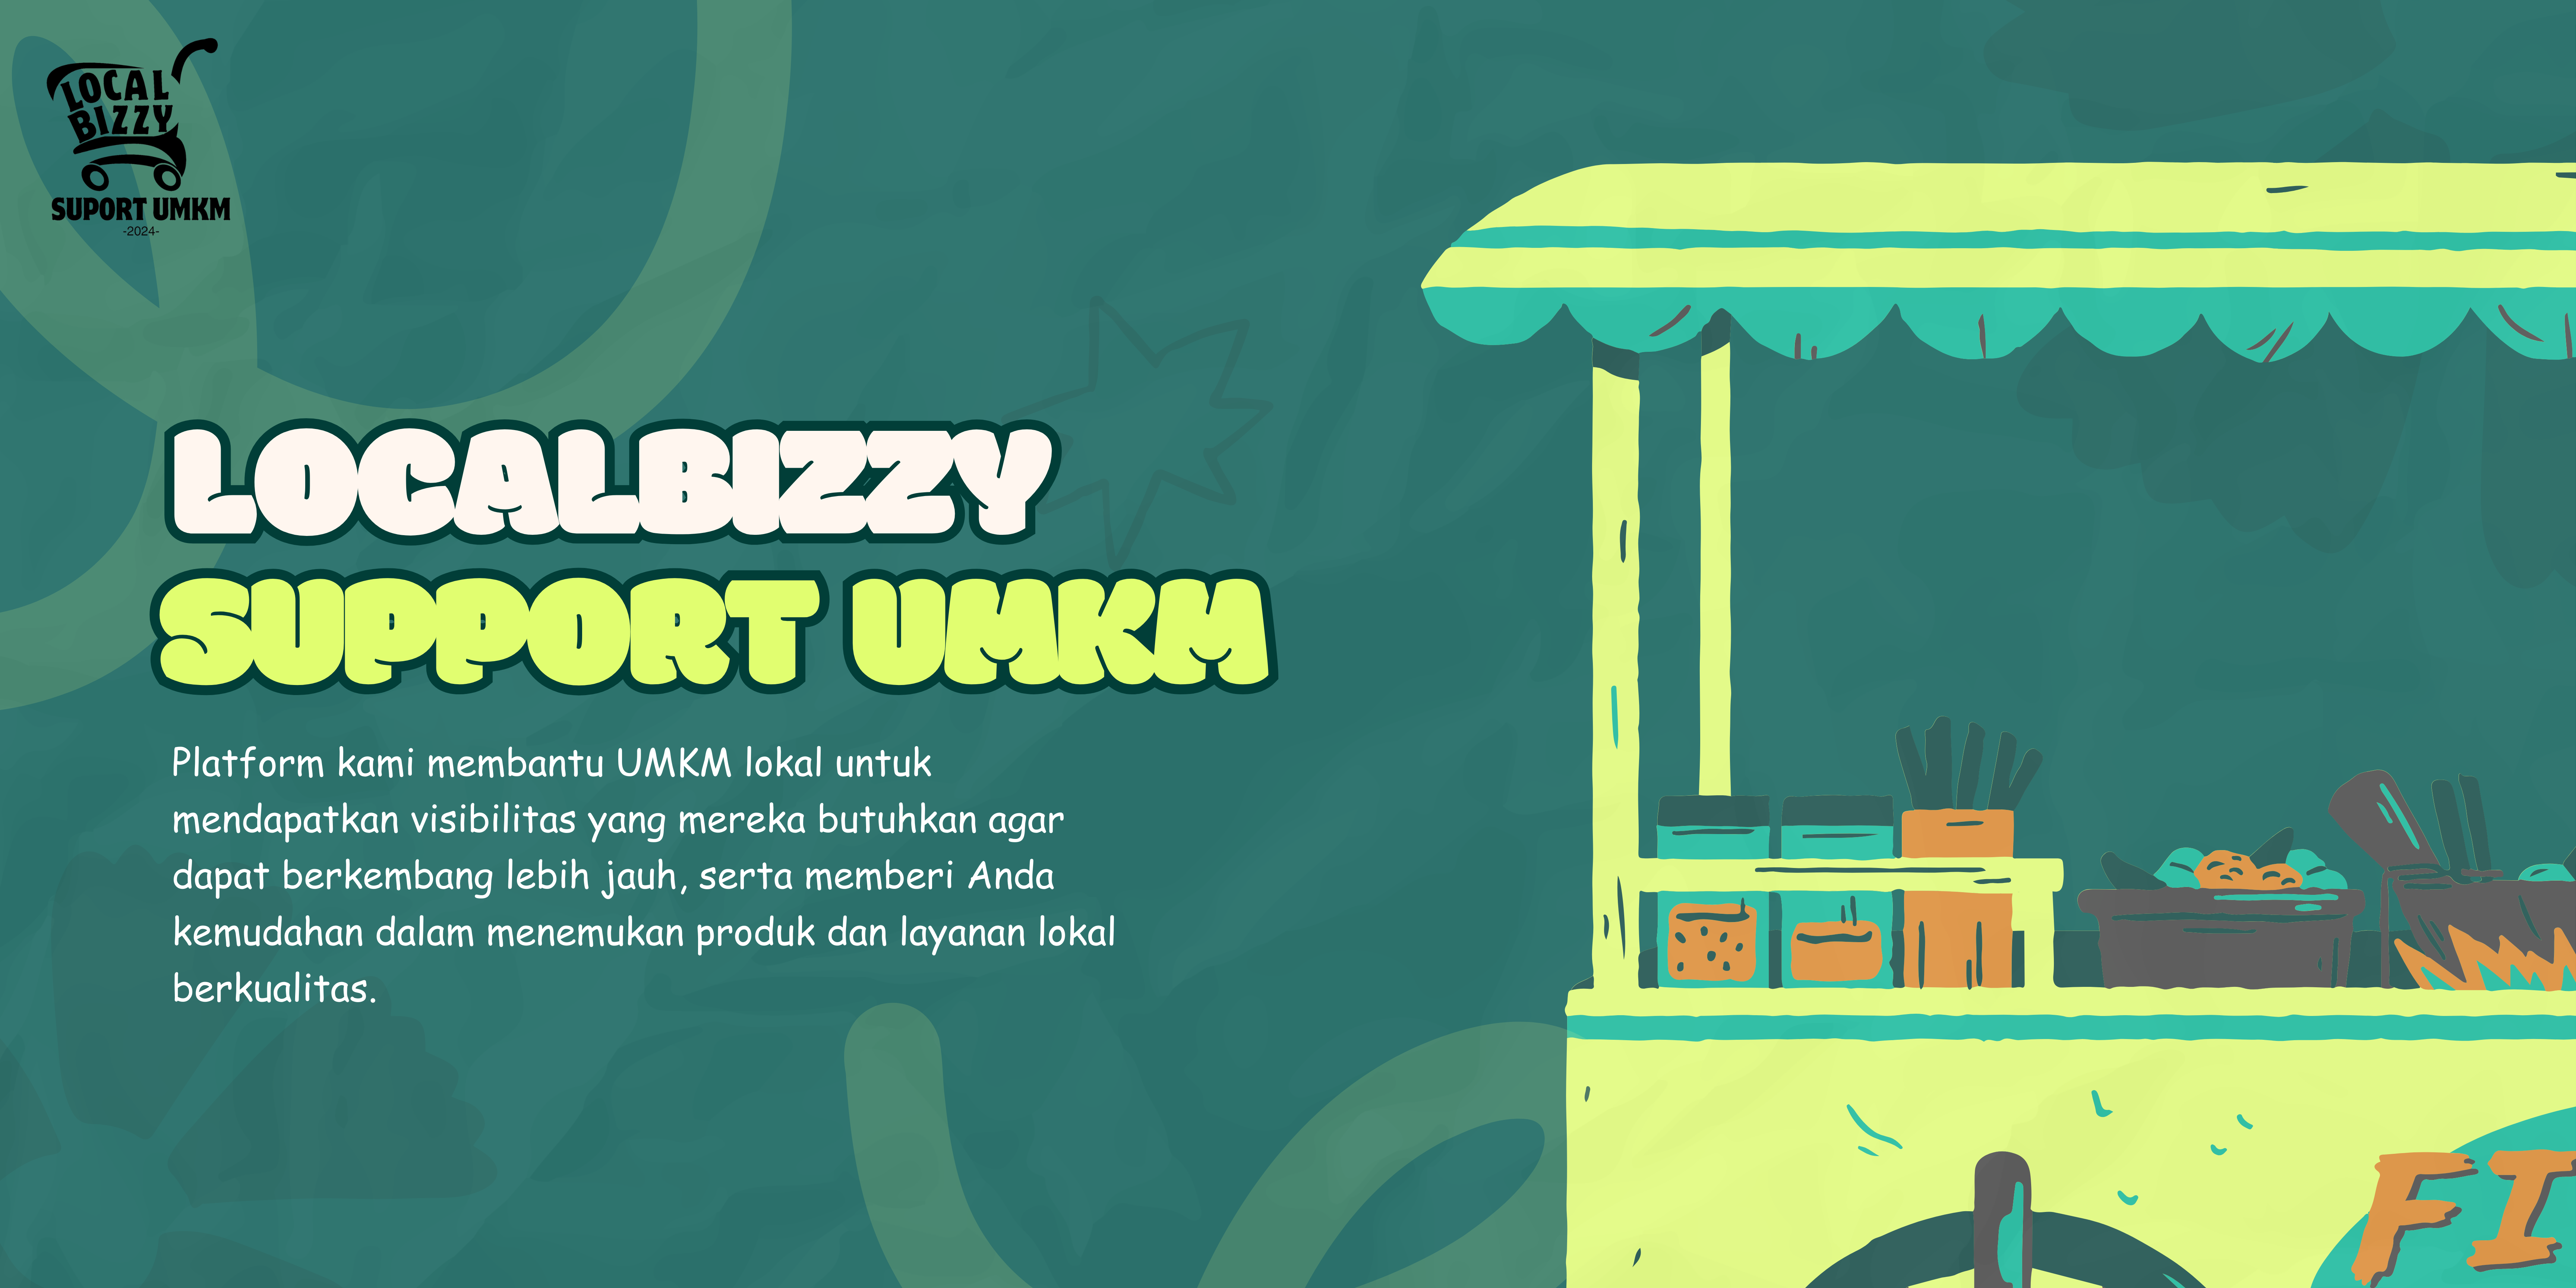 LOCAL
BIZZY
SUPORT UMKM
-2024-
LOCALBIZZY
SUPPORT UMKM
Platform kami membantu UMKM lokal untuk
mendapatkan visibilitas yang mereka butuhkan agar
dapat berkembang lebih jauh, serta memberi Anda
kemudahan dalam menemukan produk dan layanan lokal
berkualitas.
FI